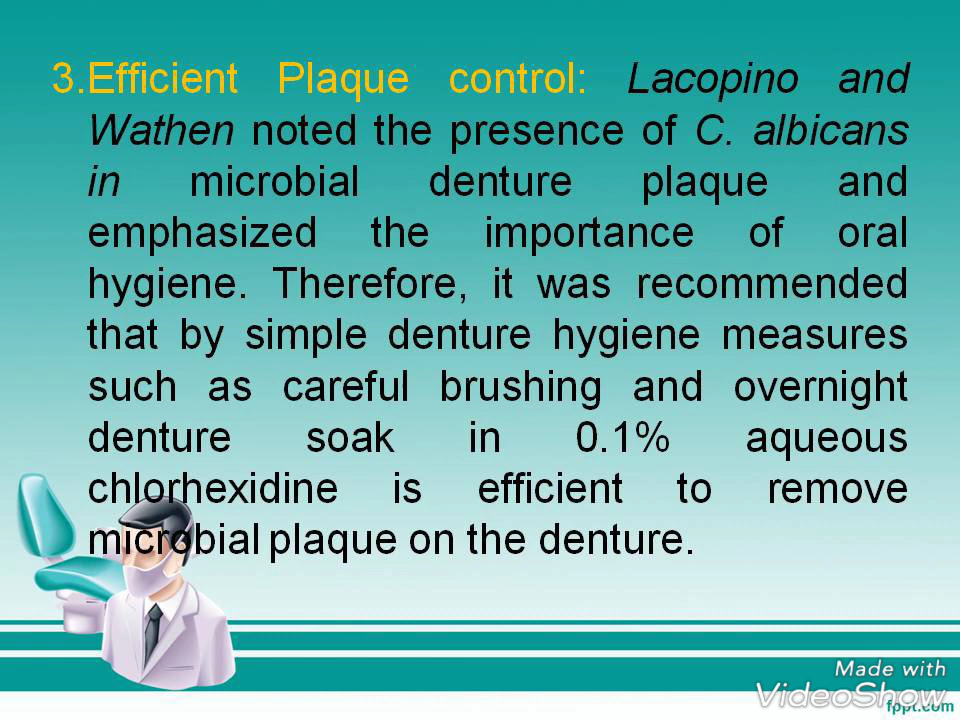 3.Efficient Plaque control: Lacopino and
Wathen noted the presence of C. albicans
in microbial denture plaque and
emphasized the importance of oral
hygiene. Therefore, it was recommended
that by simple denture hygiene measures
such as careful brushing and overnight
denture soak in 0.1% aqueous
chlorhexidine is efficient to remove
microbial plaque on the denture.
Made with
VideoShow
fppt.com